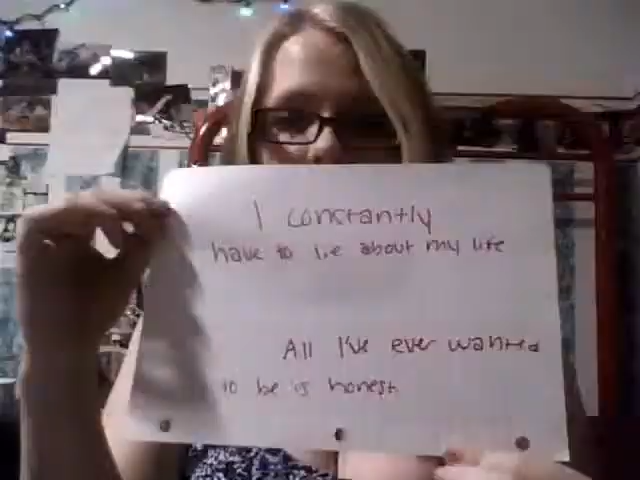 I constantly
have to lie about my life
All I've ever wanted
to be is honest.